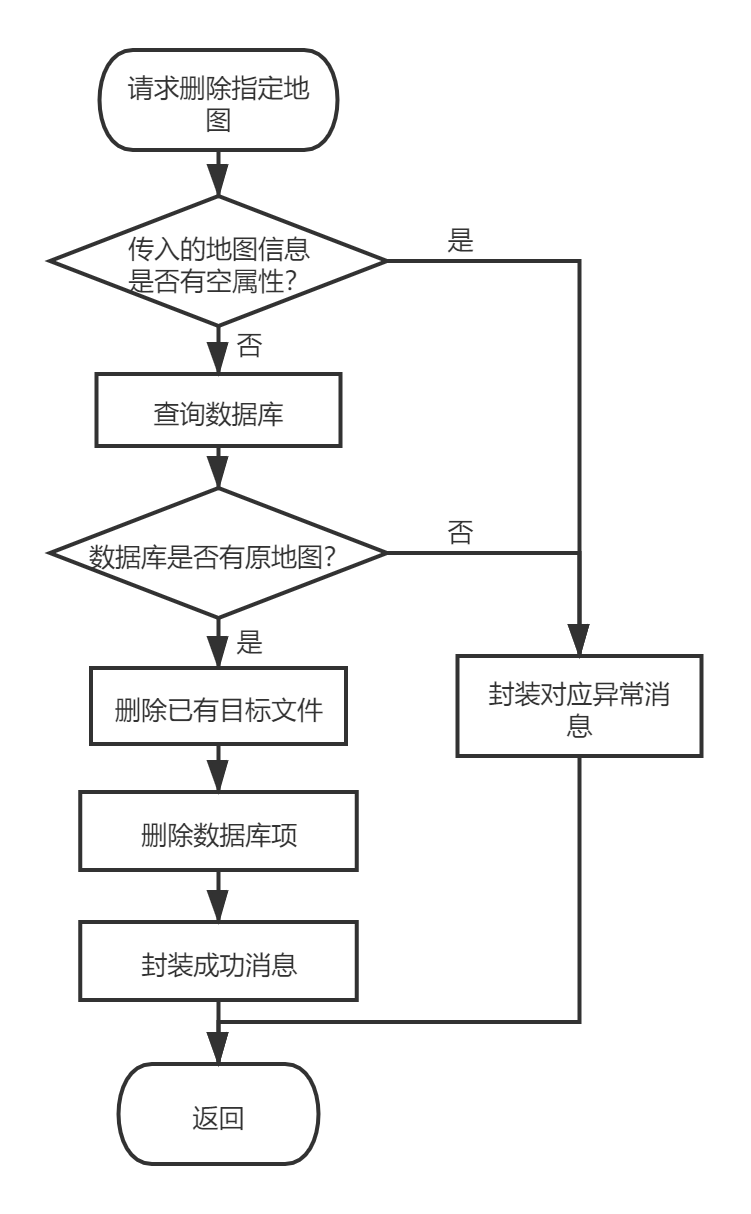 请求删除指定地
图
传入的地图信息
是否有空属性？
是
否
查询数据库
数据库是否有原地图？
否
是
删除已有目标文件
封装对应异常消
息
删除数据库项
封装成功消息
返回